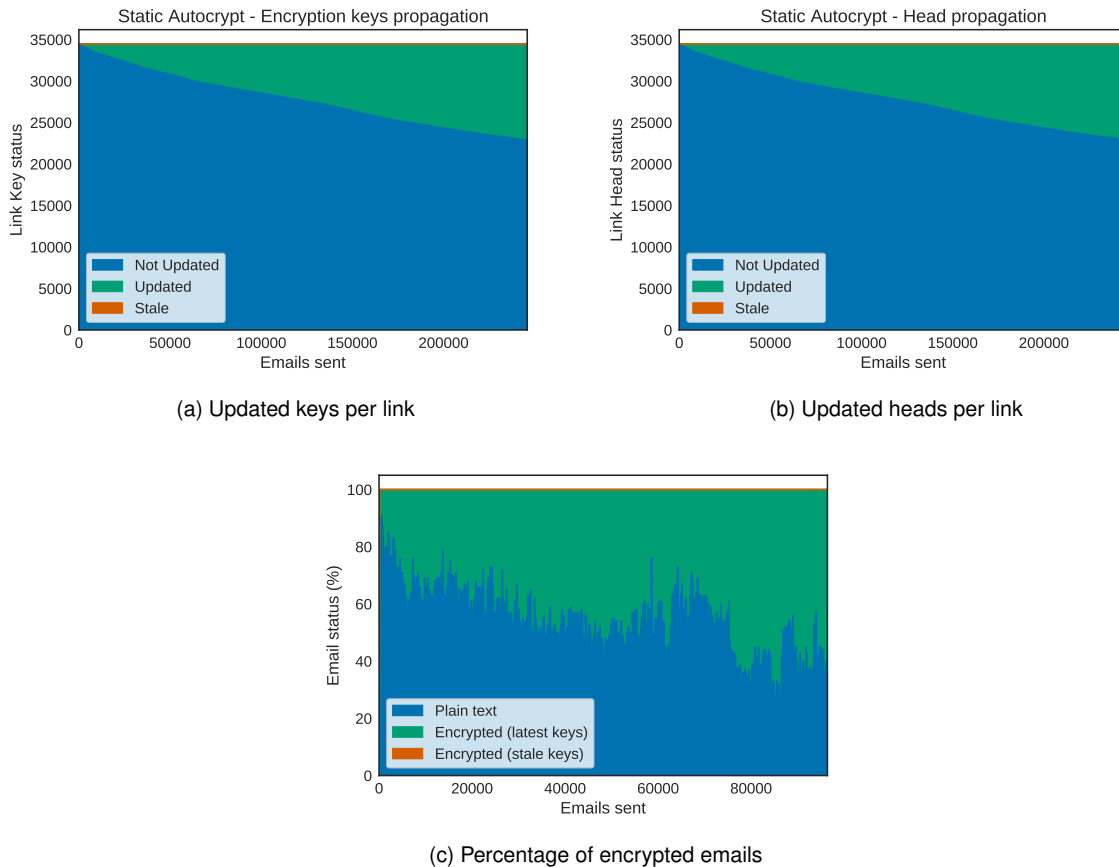 Static Autocrypt - Encryption keys propagation
Link Key status
35000
30000
25000
20000
15000
10000
5000
0
Not Updated
Updated
Stale
0 50000 100000 150000 200000
Emails sent
(a) Updated keys per link
Static Autocrypt - Head propagation
Link Head status
35000
30000
25000
20000
15000
10000
5000
0
Not Updated
Updated
Stale
0 50000 100000 150000 200000
Emails sent
(b) Updated heads per link
Email status (%)
100
80
60
40
20
0
Plain text
Encrypted (latest keys)
Encrypted (stale keys)
0 20000 40000 60000 80000
Emails sent
(c) Percentage of encrypted emails